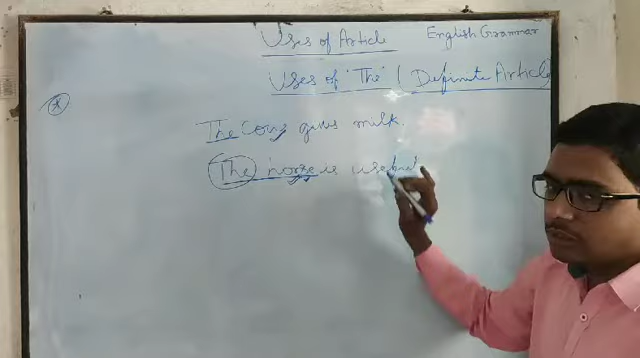 Uses of Article English Grammar
Uses of 'The' (Definite Article)
The Cow gives milk.
The horse is useful